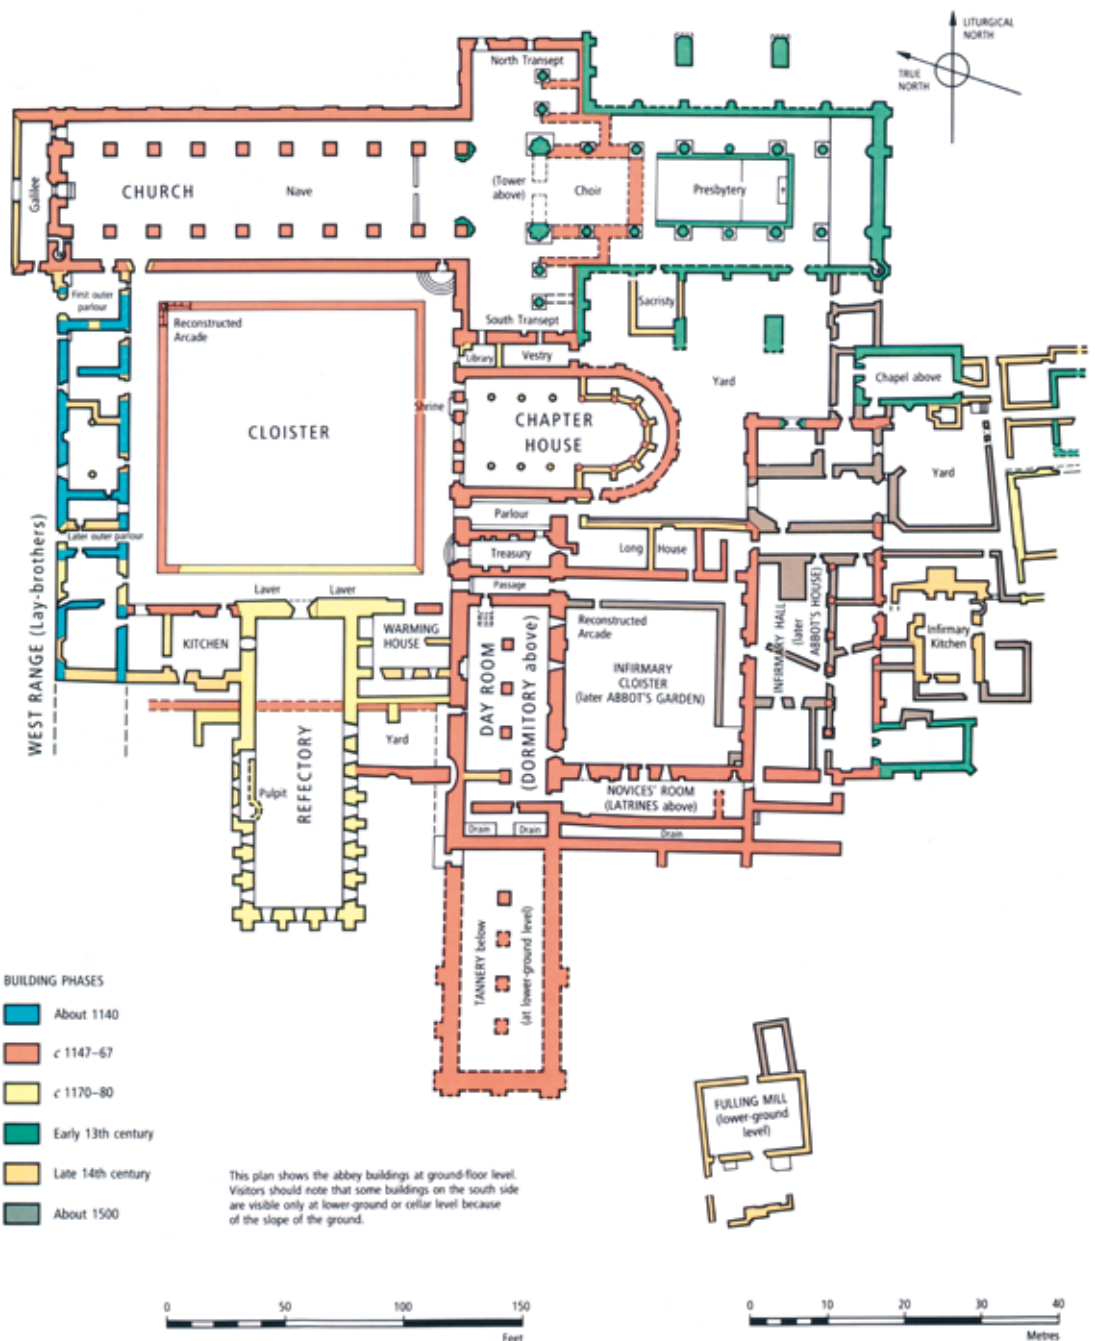 LITURGICAL
NORTH
TRUE
NORTH
North Transept
Galilee
CHURCH
Nave
(Tower
above)
Choir
Presbytery
First outer
parlour
Reconstructed
Arcade
South Transept
Sacristy
Library
Vestry
Yard
Chapel above
Shrine
CLOISTER
CHAPTER
HOUSE
Yard
Parlour
Later outer parlour
Treasury
Long
House
WEST RANGE (Lay-brothers)
Laver
Laver
Passage
KITCHEN
WARMING
HOUSE
Reconstructed
Arcade
INFIRMARY
CLOISTER
(later ABBOT'S GARDEN)
INFIRMARY HALL
(later
ABBOT'S HOUSE)
Infirmary
Kitchen
DAY ROOM
(DORMITORY above)
REFECTORY
Yard
Pulpit
NOVICES' ROOM
(LATRINES above)
Drain
Drain
Drain
TANNERY below
(at lower-ground level)
BUILDING PHASES
About 1140
c 1147–67
c 1170–80
Early 13th century
Late 14th century
About 1500
FULLING MILL
(lower-ground
level)
This plan shows the abbey buildings at ground-floor level.
Visitors should note that some buildings on the south side
are visible only at lower-ground or cellar level because
of the slope of the ground.
0 50 100 150
Feet
0 10 20 30 40
Metres